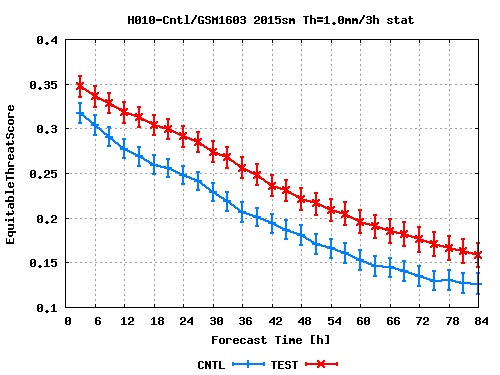 H010-Cntl/GSM1603 2015sm Th=1.0mm/3h stat
0.4
0.35
0.3
0.25
0.2
0.15
0.1
EquitableThreatScore
0 6 12 18 24 30 36 42 48 54 60 66 72 78 84
Forecast Time [h]
CNTL TEST